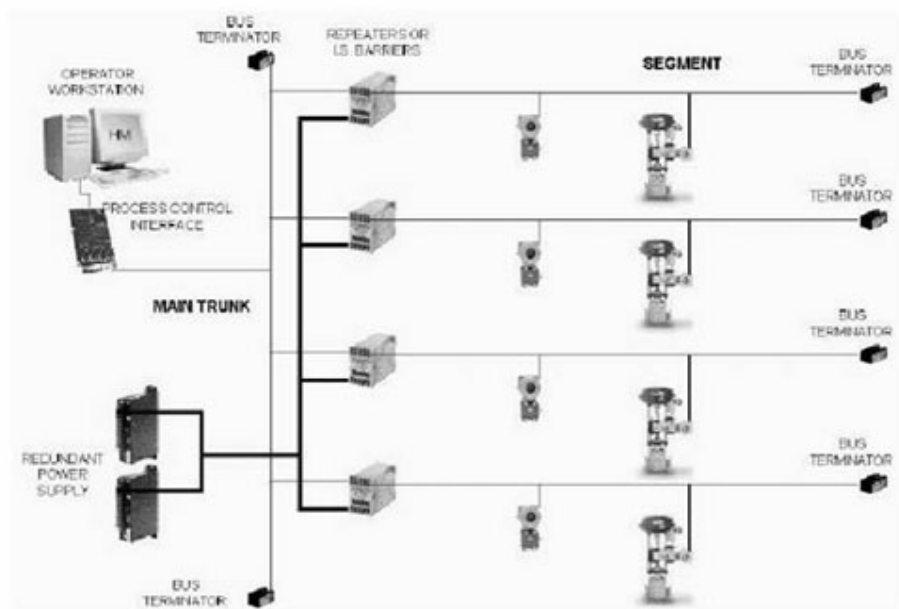 BUS
TERMINATOR
REPEATERS OR
I.S. BARRIERS
SEGMENT
BUS
TERMINATOR
OPERATOR
WORKSTATION
HM
PROCESS CONTROL
INTERFACE
BUS
TERMINATOR
MAIN TRUNK
BUS
TERMINATOR
REDUNDANT
POWER
SUPPLY
BUS
TERMINATOR
BUS
TERMINATOR